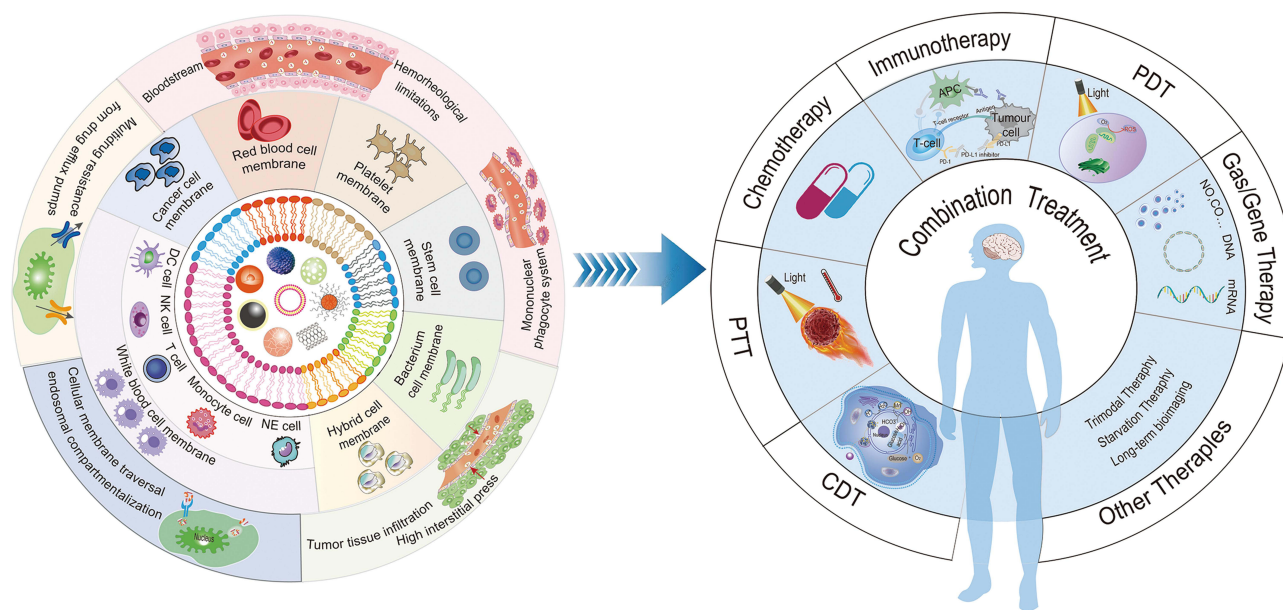 Bloodstream
Hemorheological
limitations
Mononuclear
phagocyte system
Tumor tissue infiltration
High interstitial press
Cellular membrane traversal
endosomal compartmentalization
Nucleus
Multidrug resistance
from drug efflux pumps
Red blood cell
membrane
Platelet
membrane
Stem cell
membrane
Bacterium
cell membrane
Hybrid cell
membrane
White blood cell membrane
NE cell
Monocyte cell
T cell
NK cell
DC cell
Cancer cell
membrane
Combination Treatment
Immunotherapy
APC
Antigen
T-cell receptor
Tumour
cell
T-cell
PD-L1
PD-L1 inhibitor
PD-1
PDT
Light
ROS
Gas/Gene Therapy
NO,CO...
DNA
mRNA
Other Theraples
Trimodal Theraphy
Starvation Theraphy
Long-term bioimaging
CDT
HCO3
Glucose
O₂
PTT
Light
Chemotherapy